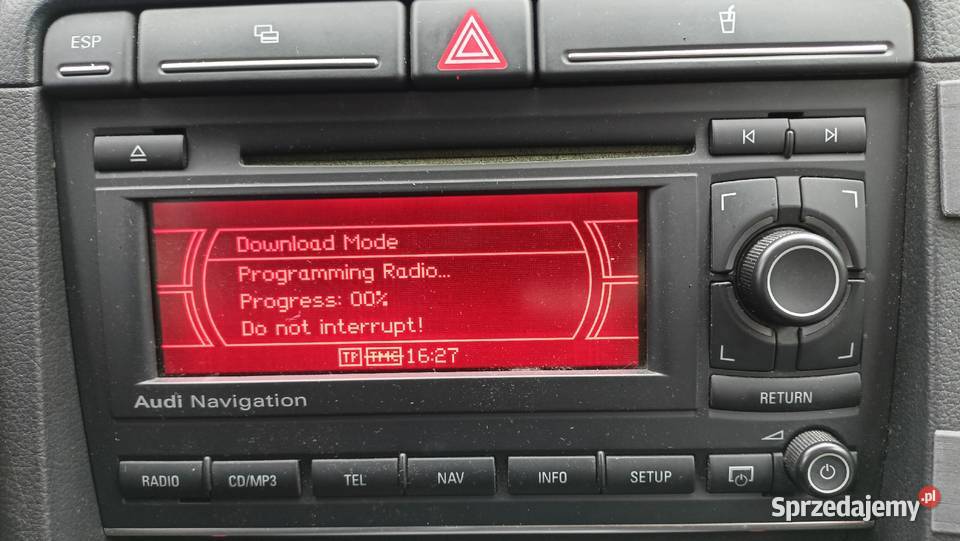 ESP
Download Mode
Programming Radio...
Progress: 00%
Do not interrupt!
TP TMC 16:27
Audi Navigation
RETURN
RADIO CD/MP3 TEL NAV INFO SETUP
Sprzedajemy.pl